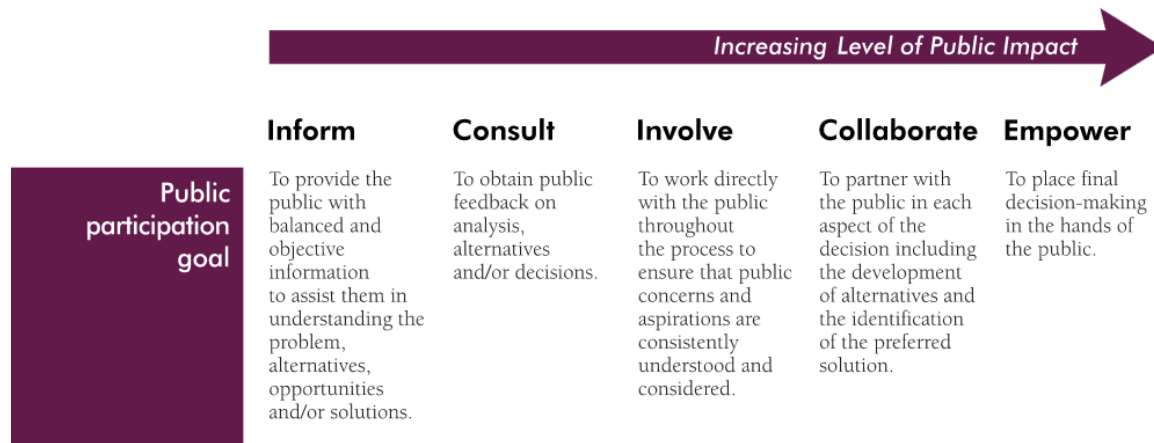 Increasing Level of Public Impact
Inform
Consult
Involve
Collaborate
Empower
Public
participation
goal
To provide the
public with
balanced and
objective
information
to assist them in
understanding the
problem,
alternatives,
opportunities
and/or solutions.
To obtain public
feedback on
analysis,
alternatives
and/or decisions.
To work directly
with the public
throughout
the process to
ensure that public
concerns and
aspirations are
consistently
understood and
considered.
To partner with
the public in each
aspect of the
decision including
the development
of alternatives and
the identification
of the preferred
solution.
To place final
decision-making
in the hands of
the public.